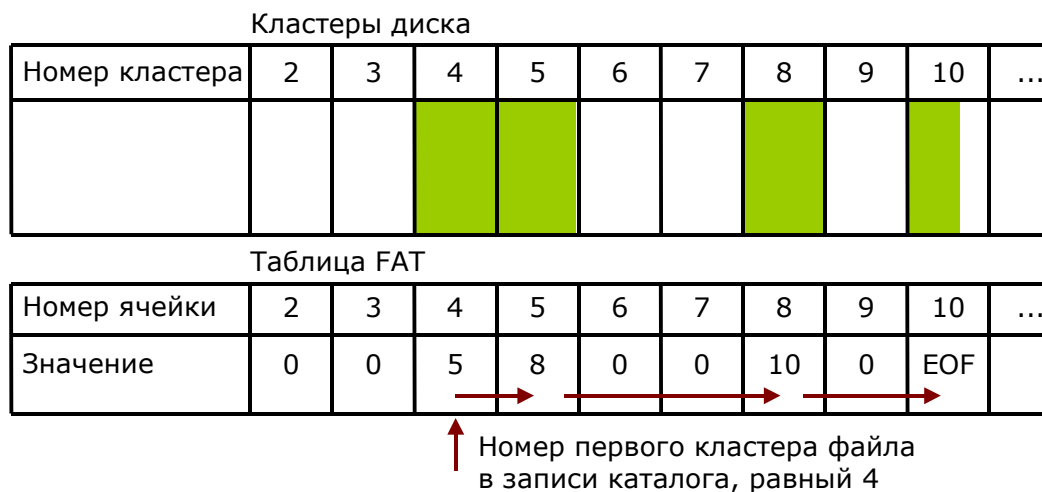 Кластеры диска
Номер кластера 2 3 4 5 6 7 8 9 10 ...
Таблица FAT
Номер ячейки 2 3 4 5 6 7 8 9 10 ...
Значение 0 0 5 8 0 0 10 0 EOF
Номер первого кластера файла
в записи каталога, равный 4